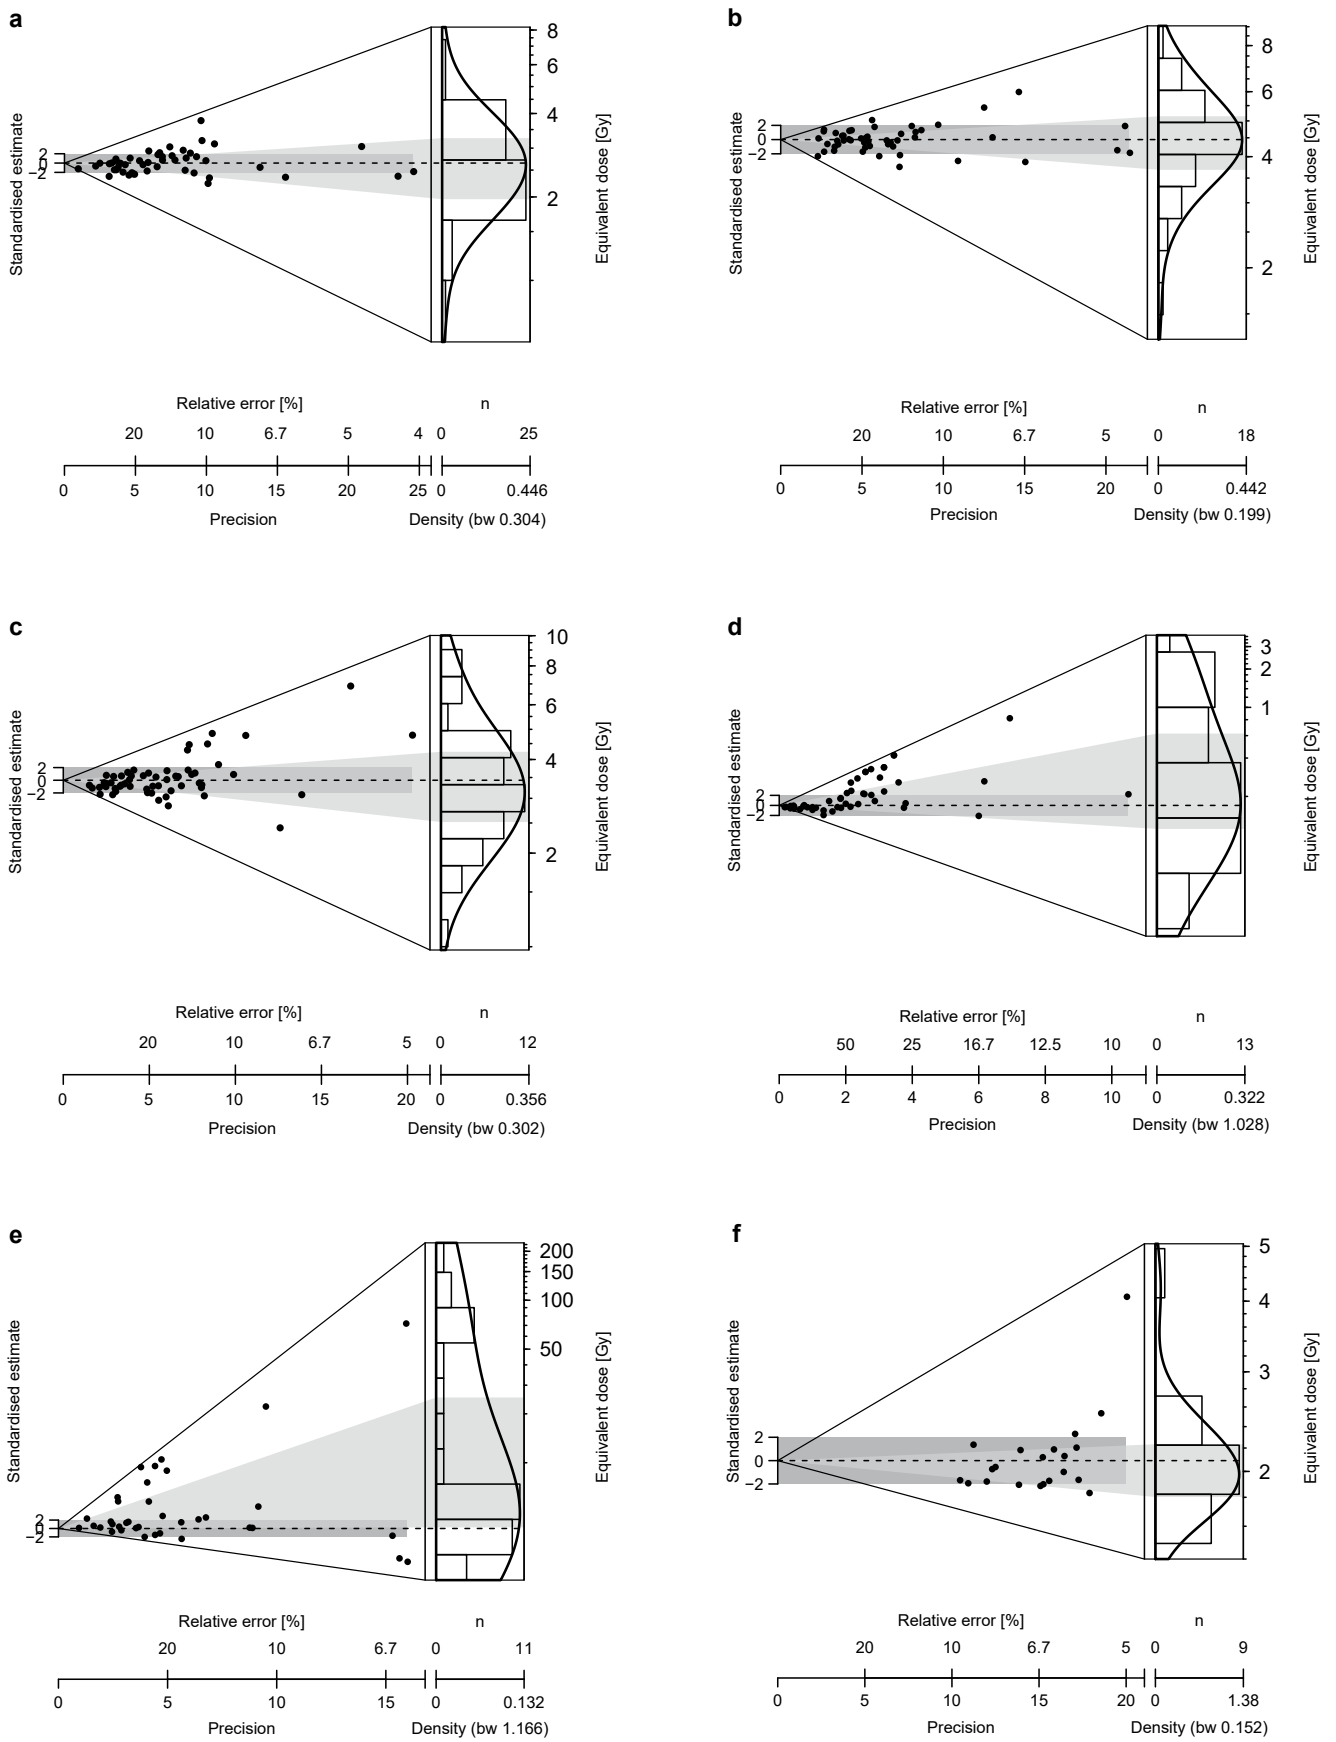 a
Standardised estimate
2
0
−2
8
6
4
2
Equivalent dose [Gy]
Relative error [%]
n
20 10 6.7 5 4 0 25
0 5 10 15 20 25 0 0.446
Precision
Density (bw 0.304)
b
Standardised estimate
2
0
−2
8
6
4
2
Equivalent dose [Gy]
Relative error [%]
n
20 10 6.7 5 0 18
0 5 10 15 20 0 0.442
Precision
Density (bw 0.199)
c
Standardised estimate
2
0
−2
10
8
6
4
2
Equivalent dose [Gy]
Relative error [%]
n
20 10 6.7 5 0 12
0 5 10 15 20 0 0.356
Precision
Density (bw 0.302)
d
Standardised estimate
2
0
−2
3
2
1
Equivalent dose [Gy]
Relative error [%]
n
50 25 16.7 12.5 10 0 13
0 2 4 6 8 10 0 0.322
Precision
Density (bw 1.028)
e
Standardised estimate
2
0
−2
200
150
100
50
Equivalent dose [Gy]
Relative error [%]
n
20 10 6.7 0 11
0 5 10 15 0 0.132
Precision
Density (bw 1.166)
f
Standardised estimate
2
0
−2
5
4
3
2
Equivalent dose [Gy]
Relative error [%]
n
20 10 6.7 5 0 9
0 5 10 15 20 0 1.38
Precision
Density (bw 0.152)